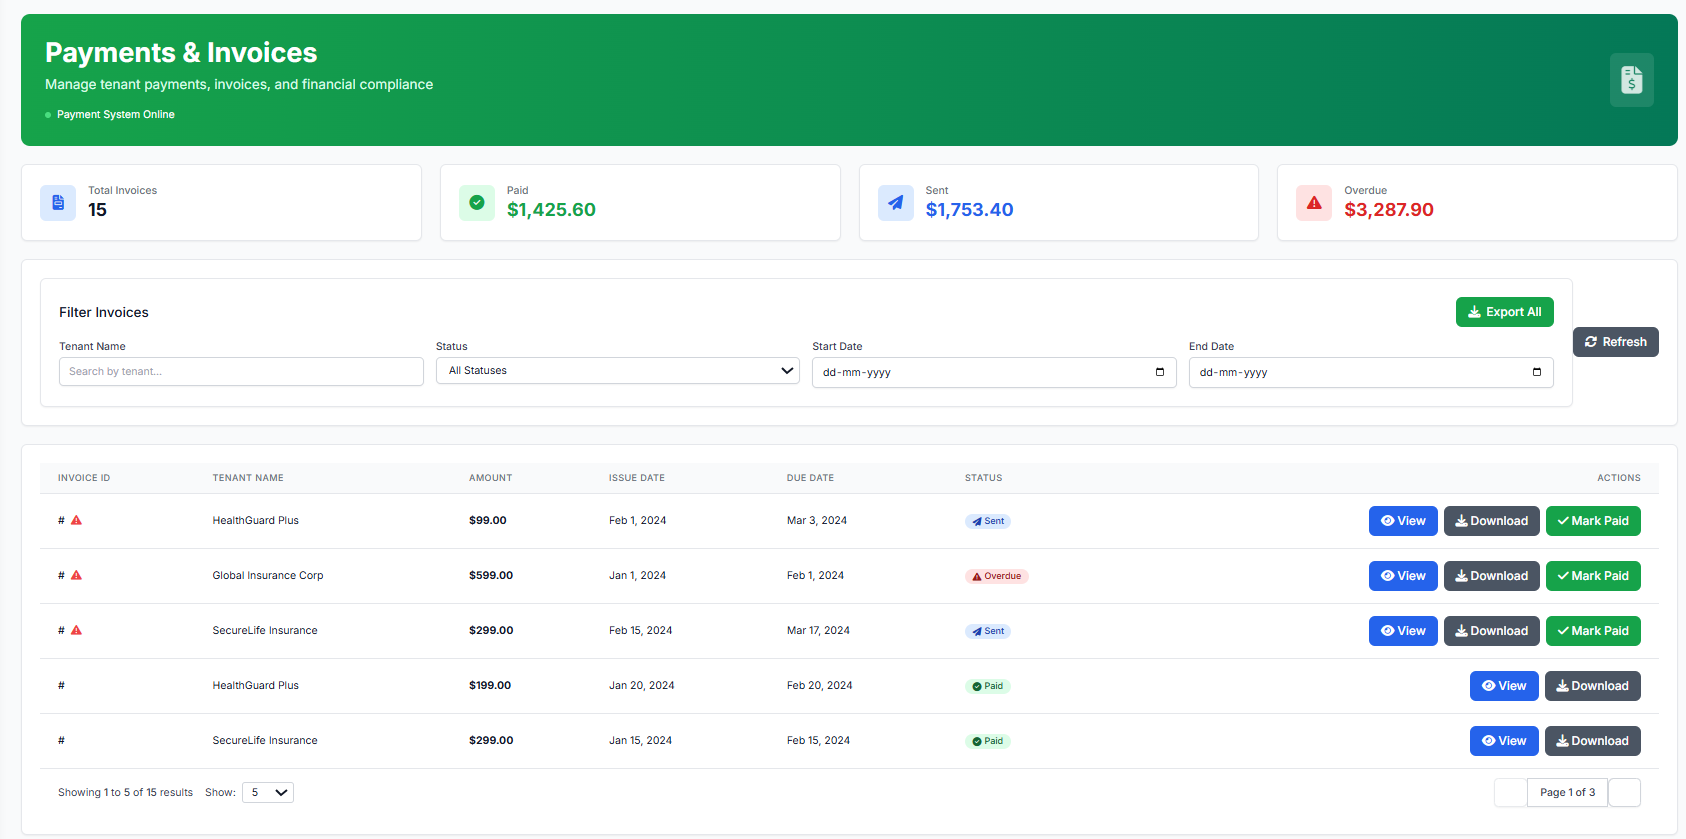 Payments & Invoices
Manage tenant payments, invoices, and financial compliance
Payment System Online
Total Invoices
15
Paid
$1,425.60
Sent
$1,753.40
Overdue
$3,287.90
Filter Invoices
Export All
Refresh
Tenant Name
Search by tenant...
Status
All Statuses
Start Date
dd-mm-yyyy
End Date
dd-mm-yyyy
INVOICE ID TENANT NAME AMOUNT ISSUE DATE DUE DATE STATUS ACTIONS
# HealthGuard Plus $99.00 Feb 1, 2024 Mar 3, 2024 Sent View Download Mark Paid
# Global Insurance Corp $599.00 Jan 1, 2024 Feb 1, 2024 Overdue View Download Mark Paid
# SecureLife Insurance $299.00 Feb 15, 2024 Mar 17, 2024 Sent View Download Mark Paid
# HealthGuard Plus $199.00 Jan 20, 2024 Feb 20, 2024 Paid View Download
# SecureLife Insurance $299.00 Jan 15, 2024 Feb 15, 2024 Paid View Download
Showing 1 to 5 of 15 results Show: 5 Page 1 of 3